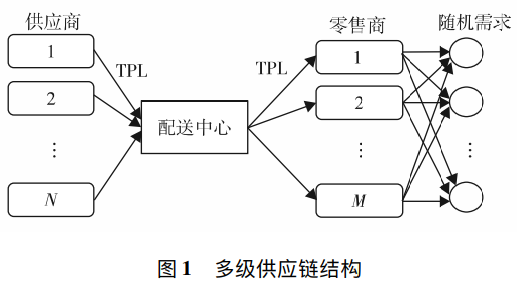 供应商 零售商 随机需求
1 TPL TPL 1
2 配送中心 2
⋮ ⋮ ⋮
N M
图 1 多级供应链结构